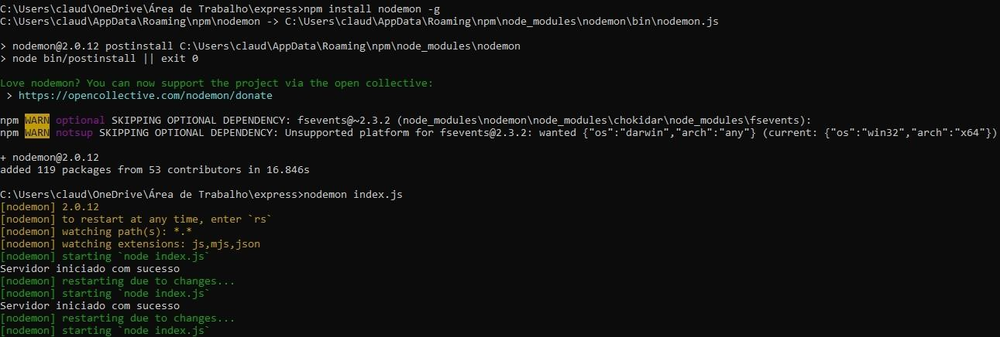 C:\Users\claud\OneDrive\Área de Trabalho\express>npm install nodemon -g
C:\Users\claud\AppData\Roaming\npm\nodemon -> C:\Users\claud\AppData\Roaming\npm\node_modules\nodemon\bin\nodemon.js
> nodemon@2.0.12 postinstall C:\Users\claud\AppData\Roaming\npm\node_modules\nodemon
> node bin/postinstall || exit 0
Love nodemon? You can now support the project via the open collective:
> https://opencollective.com/nodemon/donate
npm WARN optional SKIPPING OPTIONAL DEPENDENCY: fsevents@~2.3.2 (node_modules\nodemon\node_modules\chokidar\node_modules\fsevents):
npm WARN notsup SKIPPING OPTIONAL DEPENDENCY: Unsupported platform for fsevents@2.3.2: wanted {"os":"darwin","arch":"any"} (current: {"os":"win32","arch":"x64"})
+ nodemon@2.0.12
added 119 packages from 53 contributors in 16.846s
C:\Users\claud\OneDrive\Área de Trabalho\express>nodemon index.js
[nodemon] 2.0.12
[nodemon] to restart at any time, enter `rs`
[nodemon] watching path(s): *.*
[nodemon] watching extensions: js,mjs,json
[nodemon] starting `node index.js`
Servidor iniciado com sucesso
[nodemon] restarting due to changes...
[nodemon] starting `node index.js`
Servidor iniciado com sucesso
[nodemon] restarting due to changes...
[nodemon] starting `node index.js`